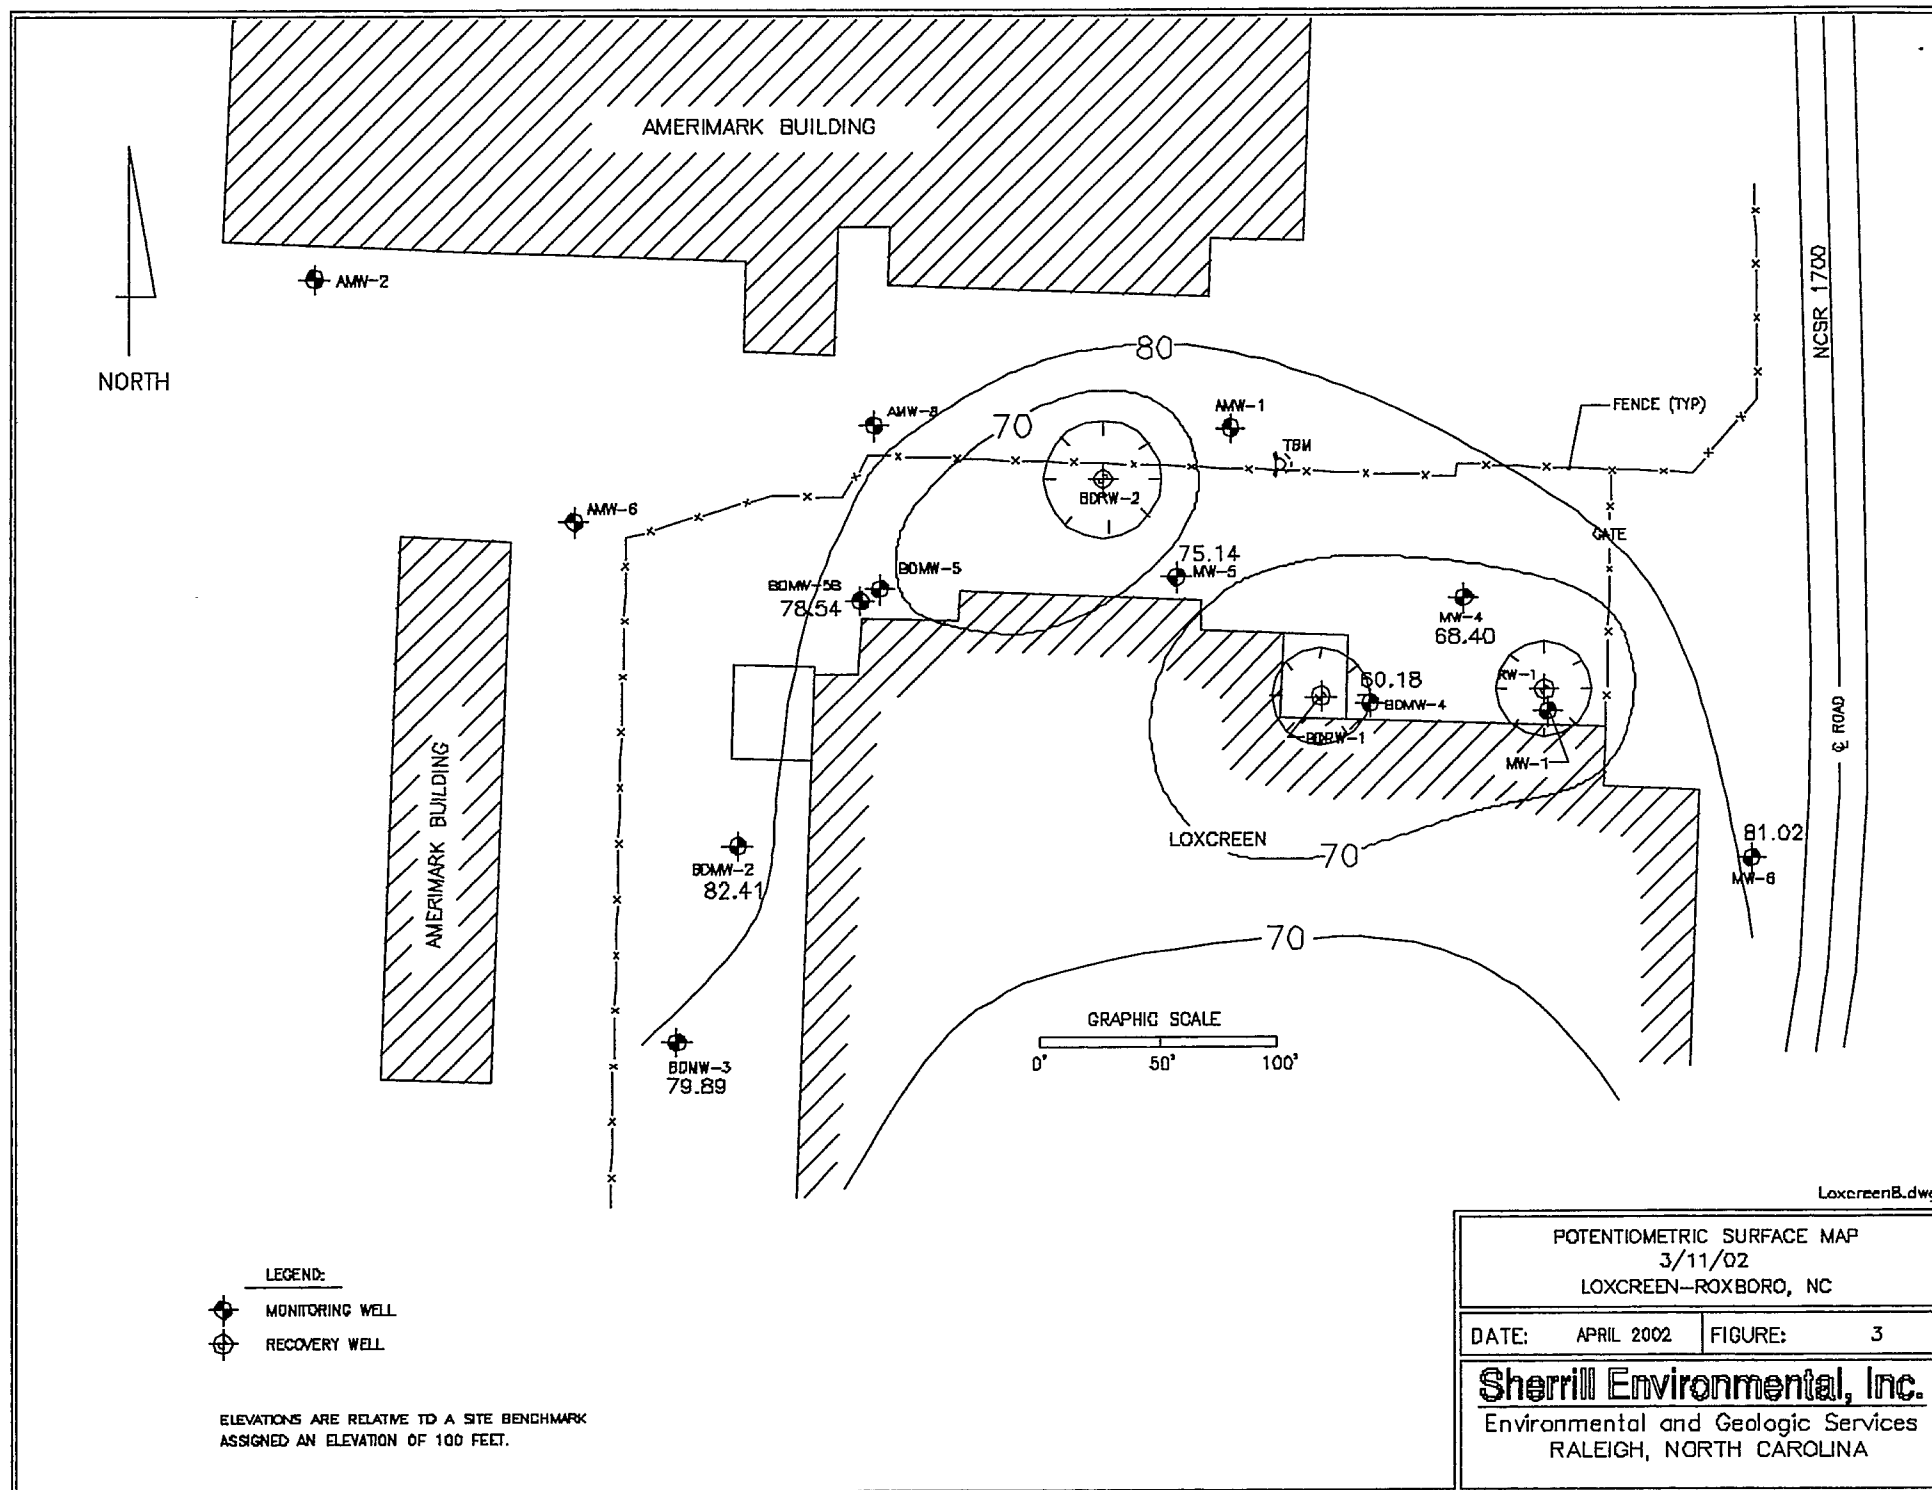 AMERIMARK BUILDING
AMW-2
NORTH
NCSR 1700
80
AMW-8
70
AMW-1
FENCE (TYP)
TBM
BDRW-2
AMW-6
GATE
75.14
MW-5
BDMW-5
BDMW-5B
78.54
MW-4
68.40
RW-1
60.18
BDMW-4
BDRW-1
MW-1
℄ ROAD
AMERIMARK BUILDING
LOXCREEN
70
81.02
MW-6
BDMW-2
82.41
70
GRAPHIC SCALE
0' 50' 100'
BDMW-3
79.89
LEGEND:
MONITORING WELL
RECOVERY WELL
ELEVATIONS ARE RELATIVE TO A SITE BENCHMARK
ASSIGNED AN ELEVATION OF 100 FEET.
LoxcreenB.dwg
POTENTIOMETRIC SURFACE MAP
3/11/02
LOXCREEN-ROXBORO, NC
DATE: APRIL 2002 FIGURE: 3
Sherrill Environmental, Inc.
Environmental and Geologic Services
RALEIGH, NORTH CAROLINA